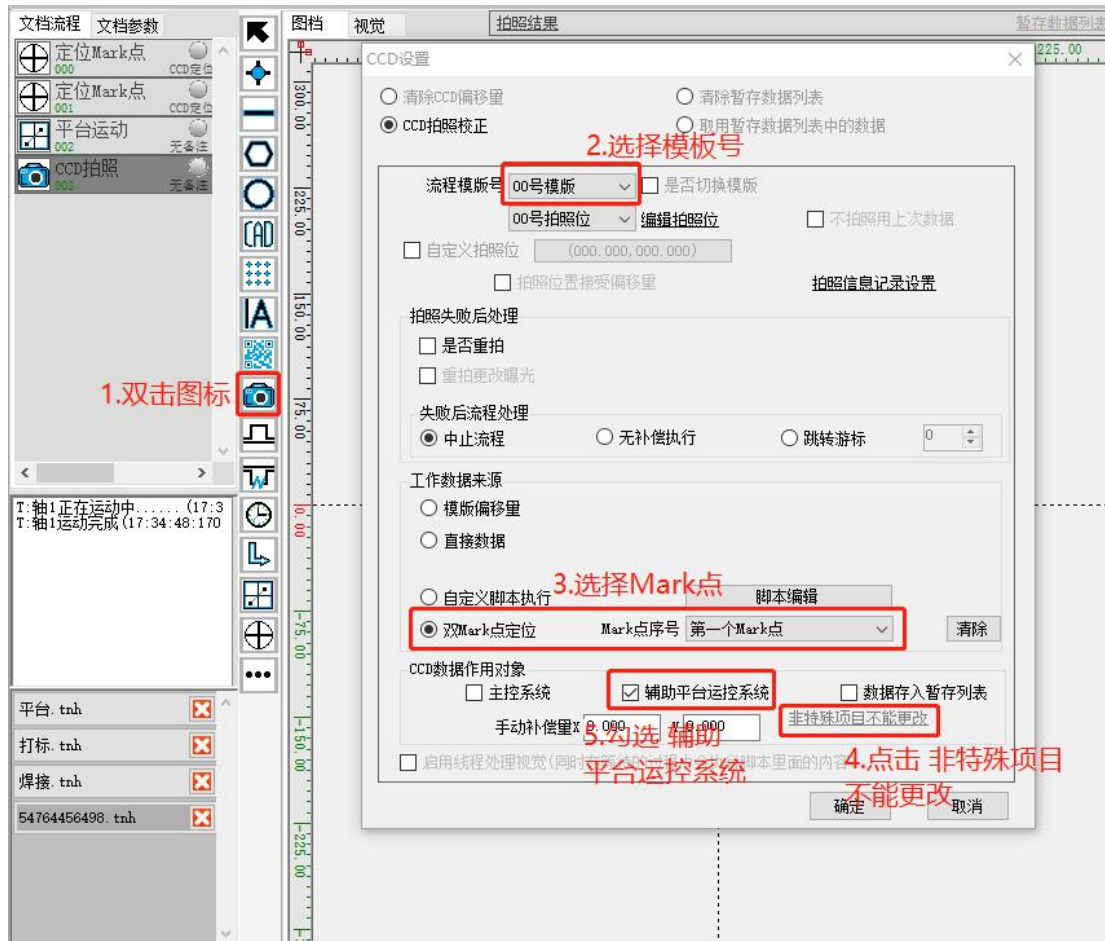 文档流程 文档参数
图档 视觉 拍照结果 暂存数据列表
定位Mark点
000 CCD定位
定位Mark点
001 CCD定位
平台运动
002 无备注
CCD拍照
003 无备注
CAD
A
1.双击图标
T:轴1正在运动中...... (17:3
T:轴1运动完成(17:34:48:170
平台.tnh
打标.tnh
焊接.tnh
54764456498.tnh
300.00
225.00
150.00
75.00
0.00
-75.00
-150.00
-225.00
225.00
CCD设置
清除CCD偏移量 清除暂存数据列表
CCD拍照校正 取用暂存数据列表中的数据
2.选择模板号
流程模版号 00号模版 是否切换模版
00号拍照位 编辑拍照位 不拍照用上次数据
自定义拍照位 (000.000,000.000)
拍照位置接受偏移量 拍照信息记录设置
拍照失败后处理
是否重拍
重拍更改曝光
失败后流程处理
中止流程 无补偿执行 跳转游标 0
工作数据来源
模版偏移量
直接数据
3.选择Mark点
自定义脚本执行 脚本编辑
双Mark点定位 Mark点序号 第一个Mark点 清除
CCD数据作用对象
主控系统 辅助平台运控系统 数据存入暂存列表
手动补偿量X 0.000 Y 0.000 非特殊项目不能更改
5.勾选 辅助
平台运控系统
4.点击 非特殊项目
不能更改
启用线程处理视觉(同时
脚本里面的内容
确定 取消